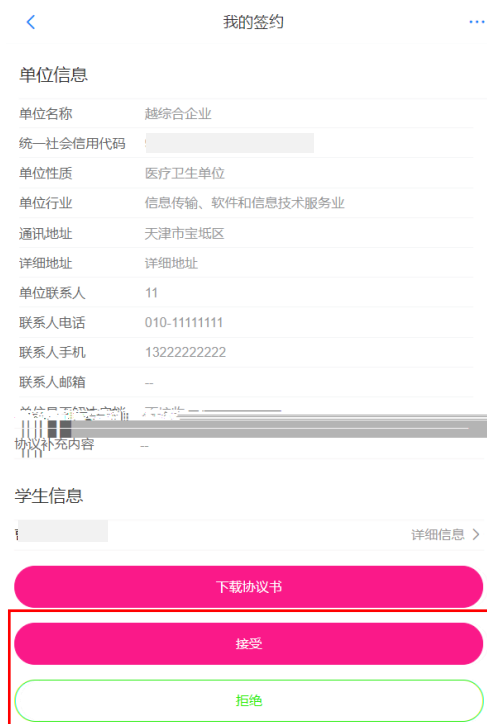 我的签约
单位信息
单位名称 越综合企业
统一社会信用代码
单位性质 医疗卫生单位
单位行业 信息传输、软件和信息技术服务业
通讯地址 天津市宝坻区
详细地址 详细地址
单位联系人 11
联系人电话 010-11111111
联系人手机 13222222222
联系人邮箱 --
协议补充内容 --
学生信息
详细信息
下载协议书
接受
拒绝